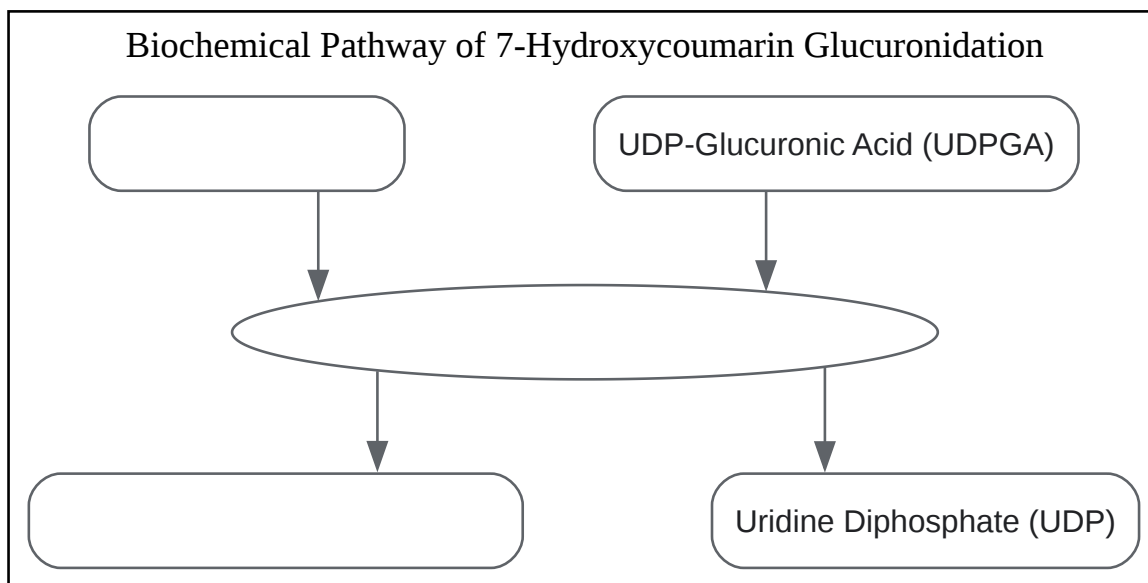 Biochemical Pathway of 7-Hydroxycoumarin Glucuronidation
UDP-Glucuronic Acid (UDPGA)
Uridine Diphosphate (UDP)